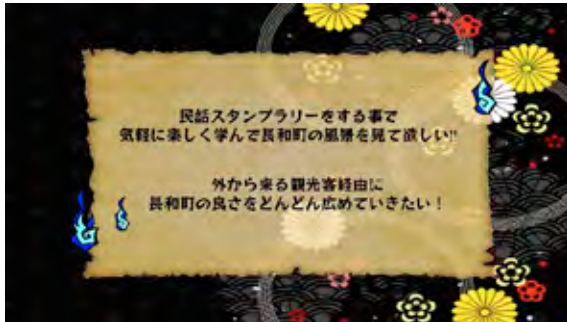 民話スタンプラリーをする事で
気軽に楽しく学んで長和町の風景を見て欲しい!!
外から来る観光客経由に
長和町の良さをどんどん広めていきたい！